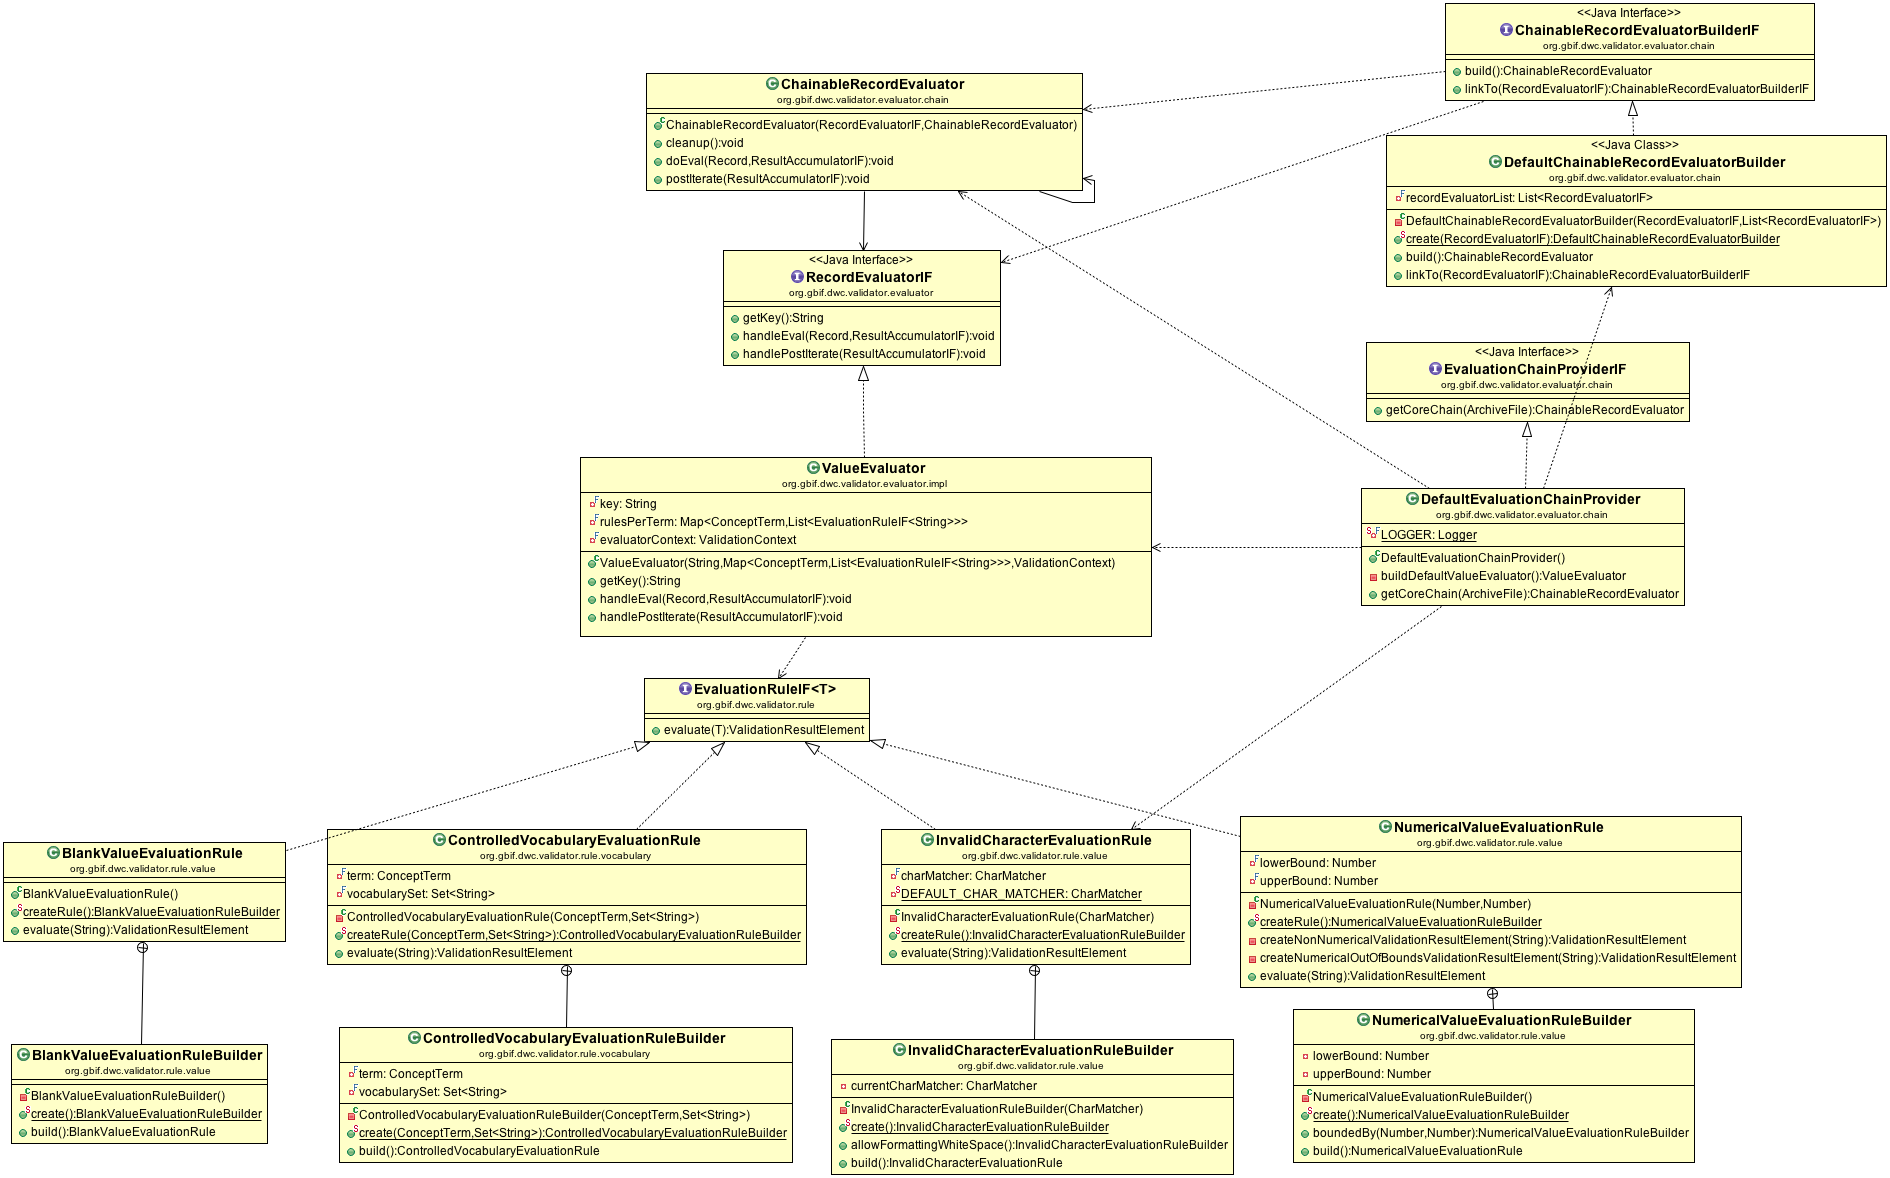 <<Java Interface>>
ChainableRecordEvaluatorBuilderIF
org.gbif.dwc.validator.evaluator.chain
build():ChainableRecordEvaluator
linkTo(RecordEvaluatorIF):ChainableRecordEvaluatorBuilderIF
ChainableRecordEvaluator
org.gbif.dwc.validator.evaluator.chain
ChainableRecordEvaluator(RecordEvaluatorIF,ChainableRecordEvaluator)
cleanup():void
doEval(Record,ResultAccumulatorIF):void
postIterate(ResultAccumulatorIF):void
<<Java Class>>
DefaultChainableRecordEvaluatorBuilder
org.gbif.dwc.validator.evaluator.chain
recordEvaluatorList: List<RecordEvaluatorIF>
DefaultChainableRecordEvaluatorBuilder(RecordEvaluatorIF,List<RecordEvaluatorIF>)
create(RecordEvaluatorIF):DefaultChainableRecordEvaluatorBuilder
build():ChainableRecordEvaluator
linkTo(RecordEvaluatorIF):ChainableRecordEvaluatorBuilderIF
<<Java Interface>>
RecordEvaluatorIF
org.gbif.dwc.validator.evaluator
getKey():String
handleEval(Record,ResultAccumulatorIF):void
handlePostIterate(ResultAccumulatorIF):void
<<Java Interface>>
EvaluationChainProviderIF
org.gbif.dwc.validator.evaluator.chain
getCoreChain(ArchiveFile):ChainableRecordEvaluator
ValueEvaluator
org.gbif.dwc.validator.evaluator.impl
key: String
rulesPerTerm: Map<ConceptTerm,List<EvaluationRuleIF<String>>>
evaluatorContext: ValidationContext
ValueEvaluator(String,Map<ConceptTerm,List<EvaluationRuleIF<String>>>,ValidationContext)
getKey():String
handleEval(Record,ResultAccumulatorIF):void
handlePostIterate(ResultAccumulatorIF):void
DefaultEvaluationChainProvider
org.gbif.dwc.validator.evaluator.chain
LOGGER: Logger
DefaultEvaluationChainProvider()
buildDefaultValueEvaluator():ValueEvaluator
getCoreChain(ArchiveFile):ChainableRecordEvaluator
EvaluationRuleIF<T>
org.gbif.dwc.validator.rule
evaluate(T):ValidationResultElement
BlankValueEvaluationRule
org.gbif.dwc.validator.rule.value
BlankValueEvaluationRule()
createRule():BlankValueEvaluationRuleBuilder
evaluate(String):ValidationResultElement
ControlledVocabularyEvaluationRule
org.gbif.dwc.validator.rule.vocabulary
term: ConceptTerm
vocabularySet: Set<String>
ControlledVocabularyEvaluationRule(ConceptTerm,Set<String>)
createRule(ConceptTerm,Set<String>):ControlledVocabularyEvaluationRuleBuilder
evaluate(String):ValidationResultElement
InvalidCharacterEvaluationRule
org.gbif.dwc.validator.rule.value
charMatcher: CharMatcher
DEFAULT_CHAR_MATCHER: CharMatcher
InvalidCharacterEvaluationRule(CharMatcher)
createRule():InvalidCharacterEvaluationRuleBuilder
evaluate(String):ValidationResultElement
NumericalValueEvaluationRule
org.gbif.dwc.validator.rule.value
lowerBound: Number
upperBound: Number
NumericalValueEvaluationRule(Number,Number)
createRule():NumericalValueEvaluationRuleBuilder
createNonNumericalValidationResultElement(String):ValidationResultElement
createNumericalOutOfBoundsValidationResultElement(String):ValidationResultElement
evaluate(String):ValidationResultElement
BlankValueEvaluationRuleBuilder
org.gbif.dwc.validator.rule.value
BlankValueEvaluationRuleBuilder()
create():BlankValueEvaluationRuleBuilder
build():BlankValueEvaluationRule
ControlledVocabularyEvaluationRuleBuilder
org.gbif.dwc.validator.rule.vocabulary
term: ConceptTerm
vocabularySet: Set<String>
ControlledVocabularyEvaluationRuleBuilder(ConceptTerm,Set<String>)
create(ConceptTerm,Set<String>):ControlledVocabularyEvaluationRuleBuilder
build():ControlledVocabularyEvaluationRule
InvalidCharacterEvaluationRuleBuilder
org.gbif.dwc.validator.rule.value
currentCharMatcher: CharMatcher
InvalidCharacterEvaluationRuleBuilder(CharMatcher)
create():InvalidCharacterEvaluationRuleBuilder
allowFormattingWhiteSpace():InvalidCharacterEvaluationRuleBuilder
build():InvalidCharacterEvaluationRule
NumericalValueEvaluationRuleBuilder
org.gbif.dwc.validator.rule.value
lowerBound: Number
upperBound: Number
NumericalValueEvaluationRuleBuilder()
create():NumericalValueEvaluationRuleBuilder
boundedBy(Number,Number):NumericalValueEvaluationRuleBuilder
build():NumericalValueEvaluationRule